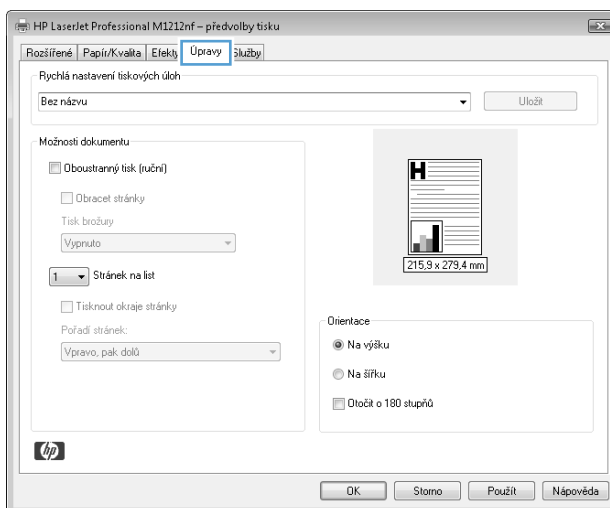 HP LaserJet Professional M1212nf – předvolby tisku
Rozšířené Papír/Kvalita Efekty Úpravy Služby
Rychlá nastavení tiskových úloh
Bez názvu Uložit
Možnosti dokumentu
Oboustranný tisk (ruční)
Obracet stránky
Tisk brožury
Vypnuto
1 Stránek na list
Tisknout okraje stránky
Pořadí stránek:
Vpravo, pak dolů
H
215,9 x 279,4 mm
Orientace
Na výšku
Na šířku
Otočit o 180 stupňů
hp
OK Storno Použít Nápověda